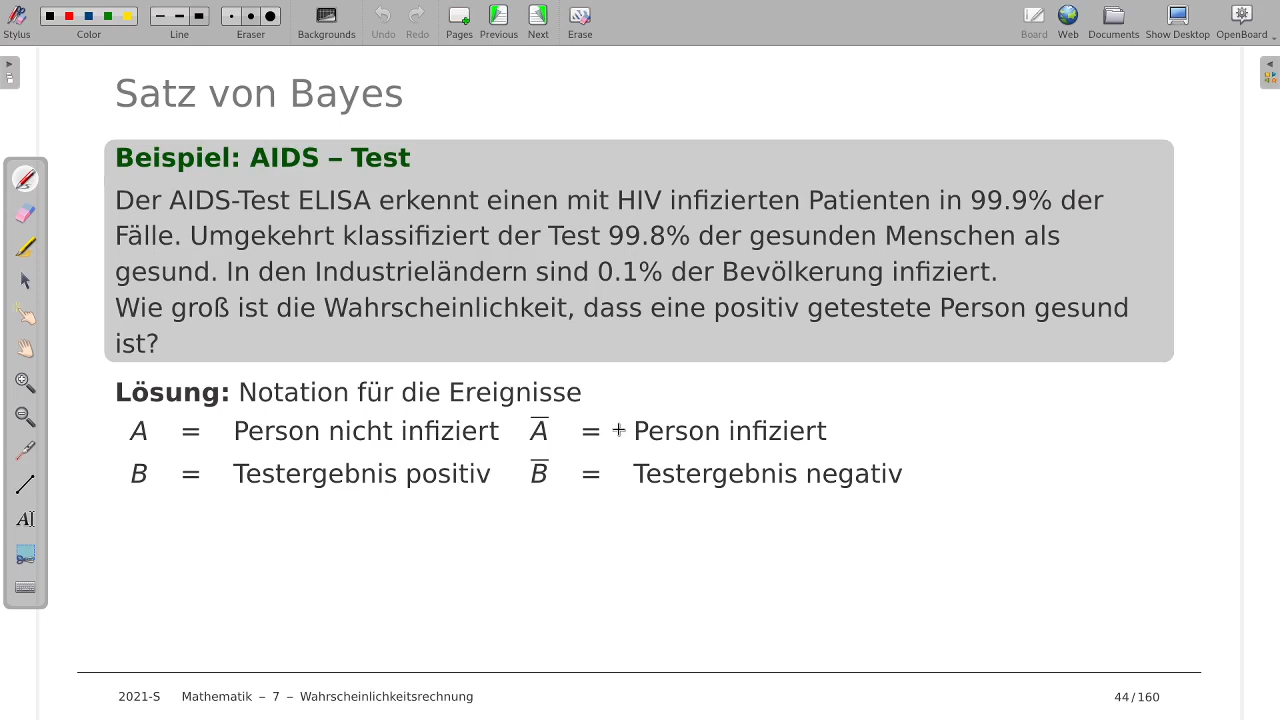 Stylus Color Line Eraser Backgrounds Undo Redo Pages Previous Next Erase Board Web Documents Show Desktop OpenBoard
Satz von Bayes
Beispiel: AIDS – Test
Der AIDS-Test ELISA erkennt einen mit HIV infizierten Patienten in 99.9% der
Fälle. Umgekehrt klassifiziert der Test 99.8% der gesunden Menschen als
gesund. In den Industrieländern sind 0.1% der Bevölkerung infiziert.
Wie groß ist die Wahrscheinlichkeit, dass eine positiv getestete Person gesund
ist?
Lösung: Notation für die Ereignisse
A = Person nicht infiziert A̅ = Person infiziert
B = Testergebnis positiv B̅ = Testergebnis negativ
2021-S Mathematik – 7 – Wahrscheinlichkeitsrechnung 44/160